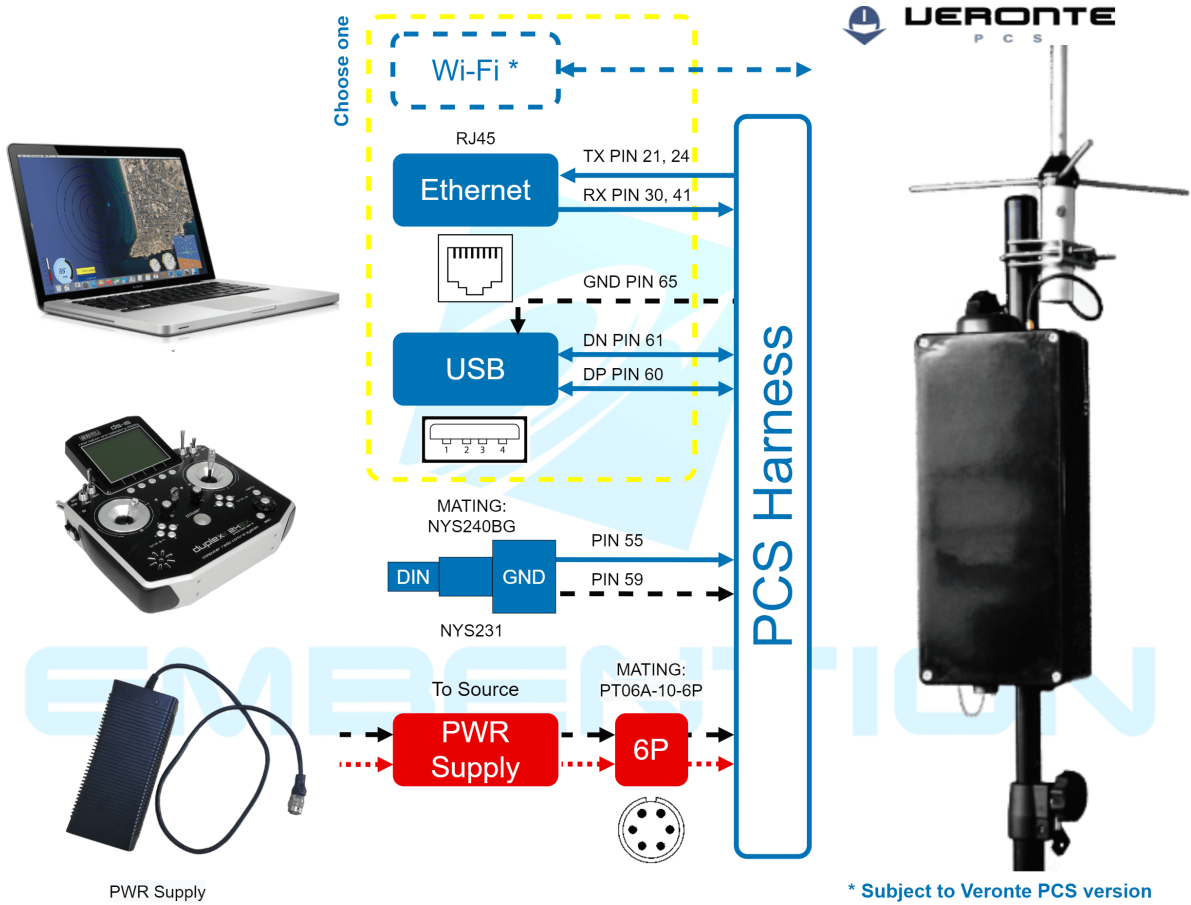 Choose one
Wi-Fi *
VERONTE
PCS
RJ45
Ethernet
TX PIN 21, 24
RX PIN 30, 41
GND PIN 65
USB
DN PIN 61
DP PIN 60
1 2 3 4
PCS Harness
MATING:
NYS240BG
DIN
GND
PIN 55
PIN 59
NYS231
EMBENTION
To Source
PWR
Supply
MATING:
PT06A-10-6P
6P
PWR Supply
* Subject to Veronte PCS version